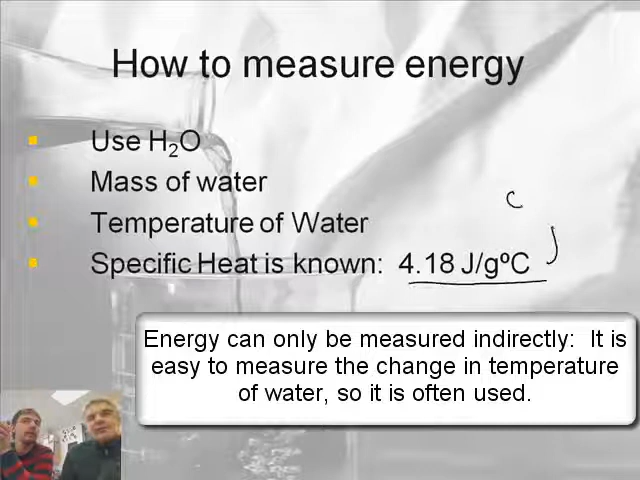 How to measure energy
Use H₂O
Mass of water
c
Temperature of Water
Specific Heat is known: 4.18 J/gºC
J
Energy can only be measured indirectly: It is
easy to measure the change in temperature
of water, so it is often used.